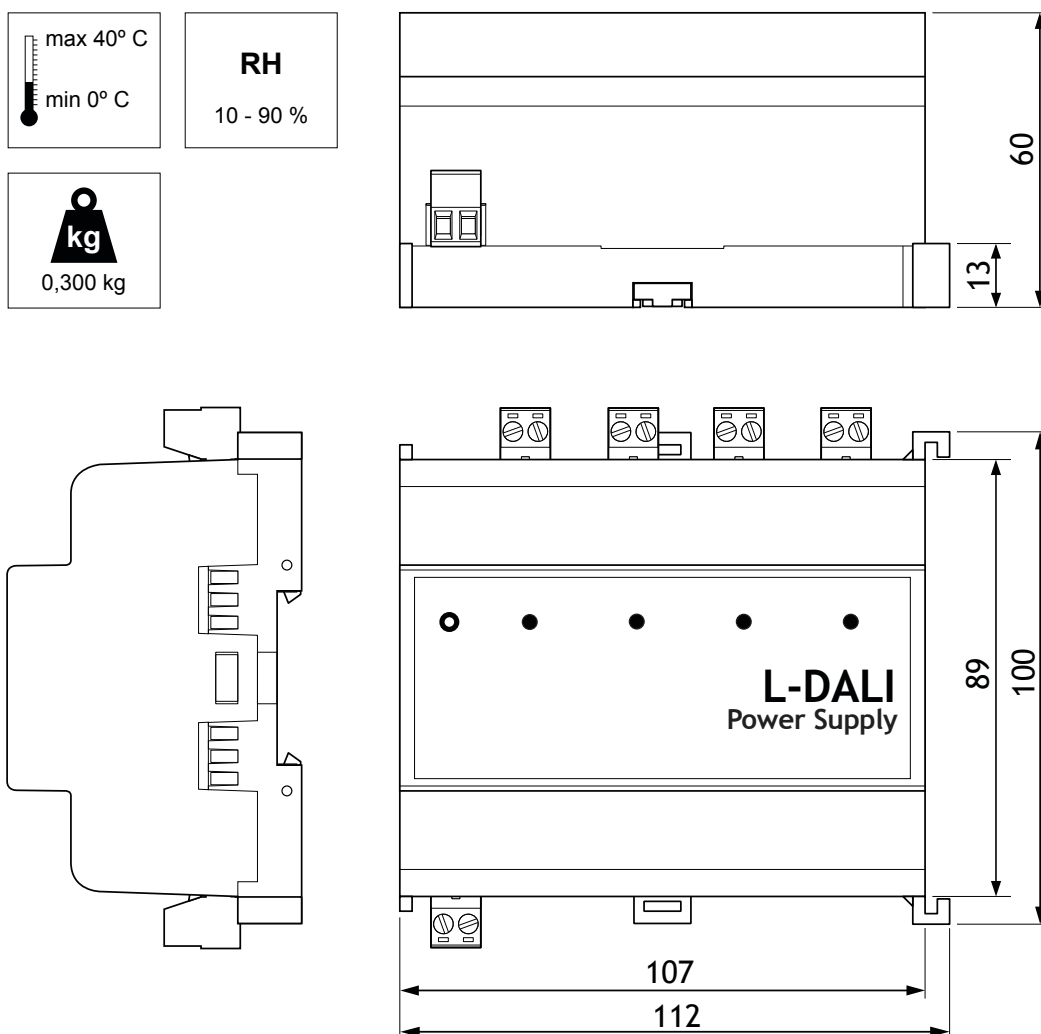 max 40º C
min 0º C
RH
10 - 90 %
kg
0,300 kg
60
13
L-DALI
Power Supply
89
100
107
112